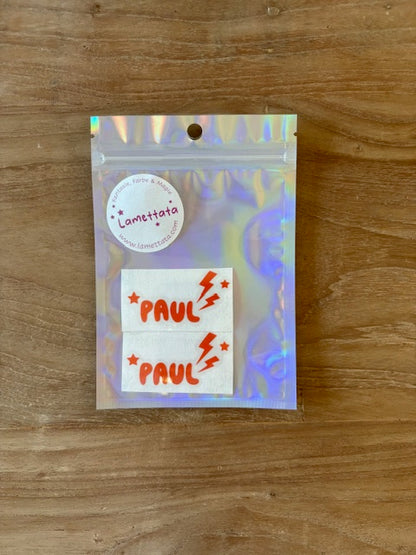 Fantasie, Farbe & Magie
Lamettata
www.lamettata.com
PAUL
PAUL